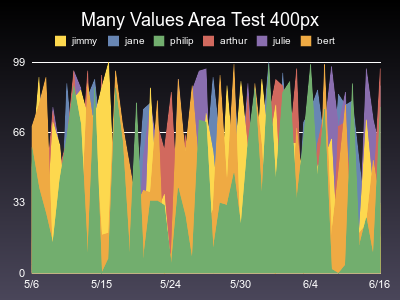 Many Values Area Test 400px
jimmy jane philip arthur julie bert
99
66
33
0
5/6 5/15 5/24 5/30 6/4 6/16